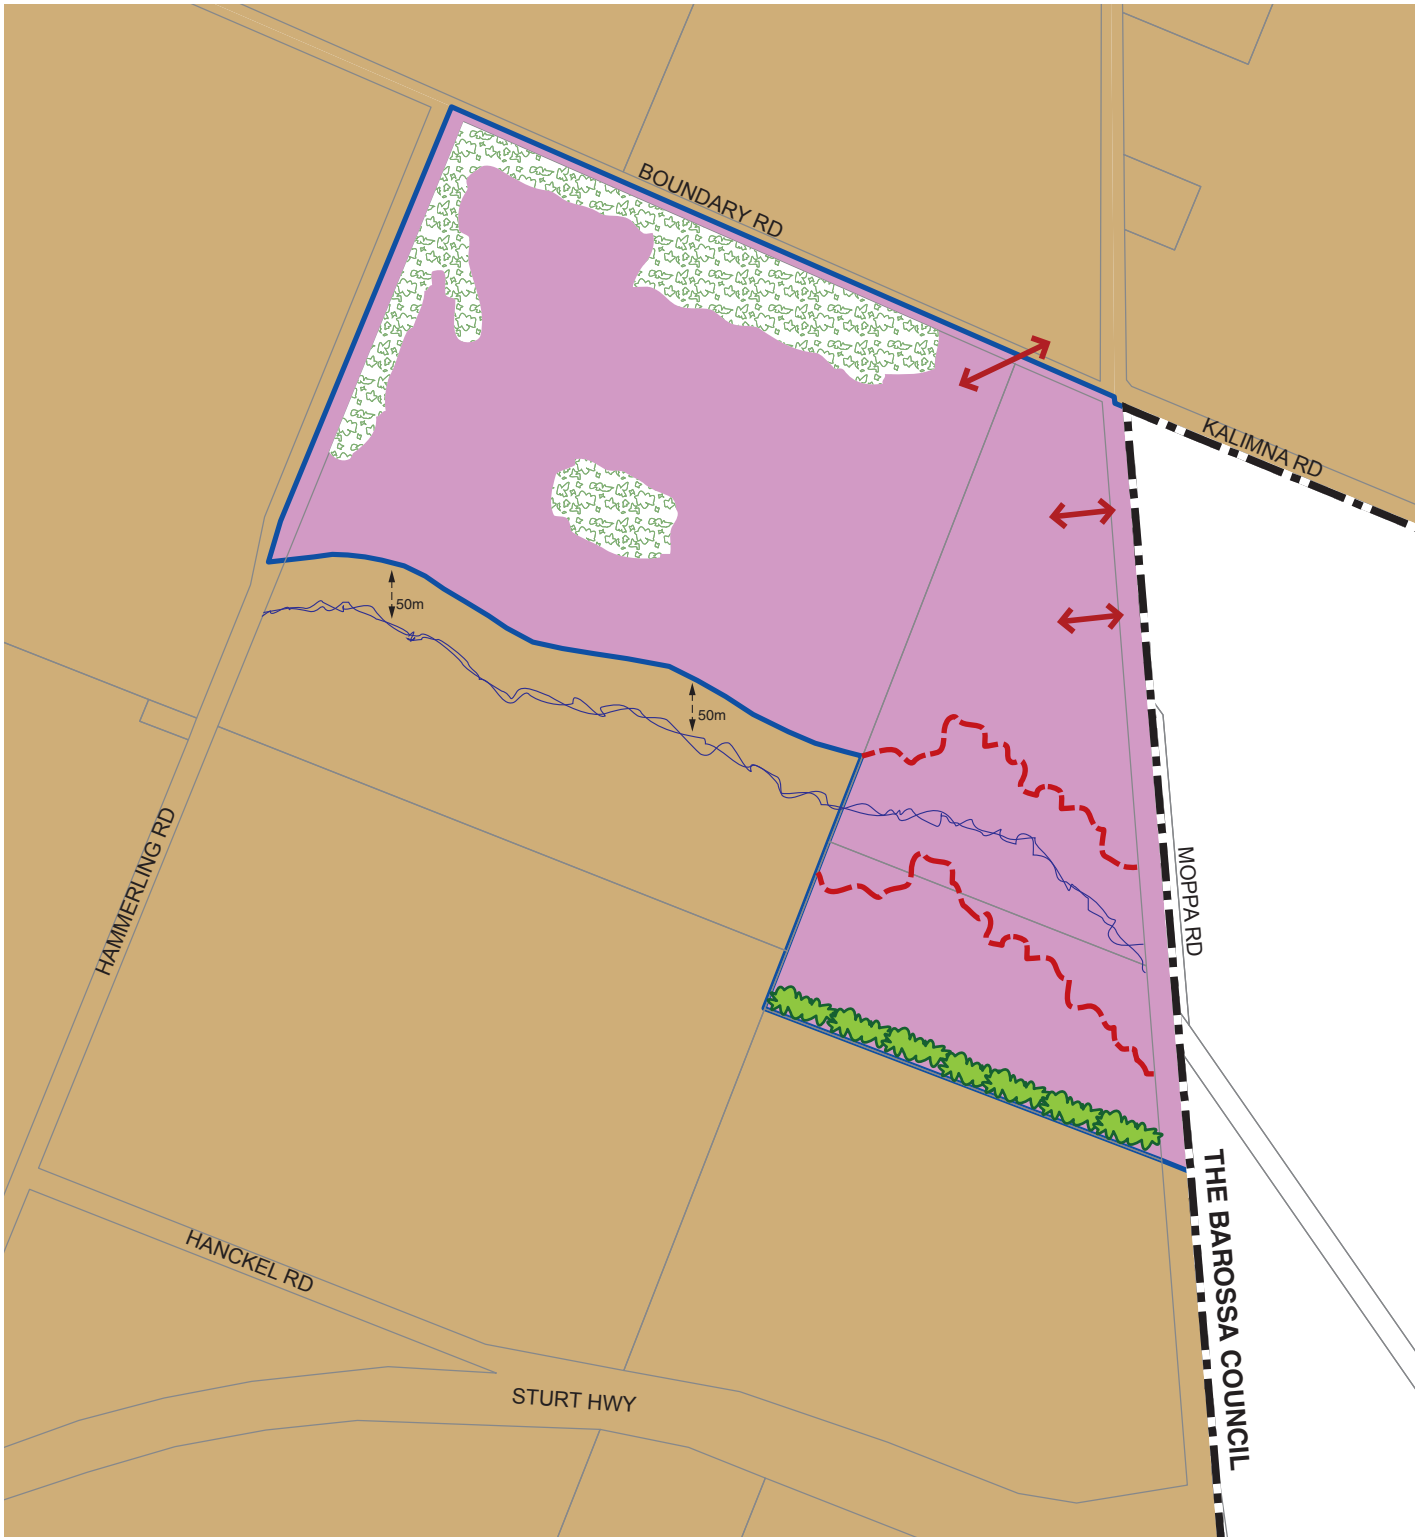 BOUNDARY RD
KALIMNA RD
50m
50m
HAMMERLING RD
MOPPA RD
THE BAROSSA COUNCIL
HANCKEL RD
STURT HWY